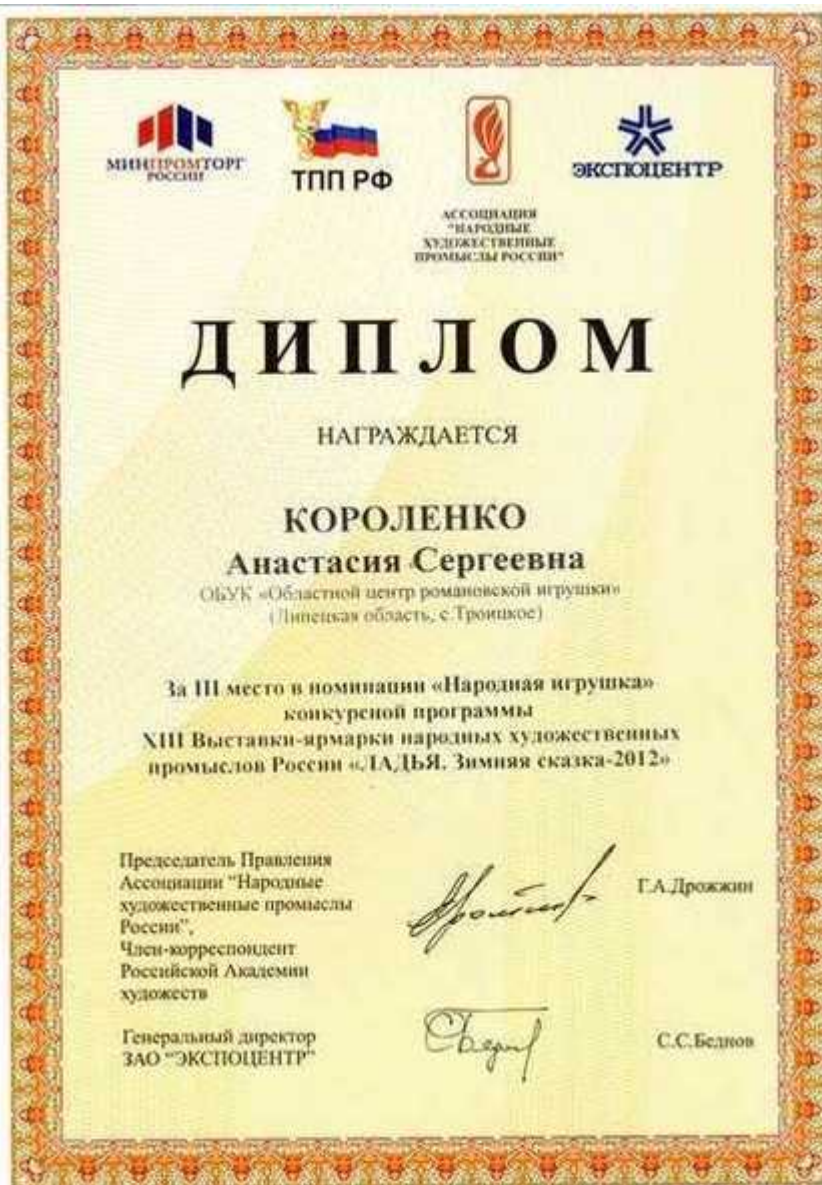 МИНПРОМТОРГ
РОССИИ
ТПП РФ
АССОЦИАЦИЯ
"НАРОДНЫЕ
ХУДОЖЕСТВЕННЫЕ
ПРОМЫСЛЫ РОССИИ"
ЭКСПОЦЕНТР
ДИПЛОМ
НАГРАЖДАЕТСЯ
КОРОЛЕНКО
Анастасия Сергеевна
ОБУК «Областной центр романовской игрушки»
(Липецкая область, с.Троицкое)
За III место в номинации «Народная игрушка»
конкурсной программы
XIII Выставки-ярмарки народных художественных
промыслов России «ЛАДЬЯ. Зимняя сказка-2012»
Председатель Правления
Ассоциации "Народные
художественные промыслы
России",
Член-корреспондент
Российской Академии
художеств
Г.А.Дрожжин
Генеральный директор
ЗАО "ЭКСПОЦЕНТР"
С.С.Беднов